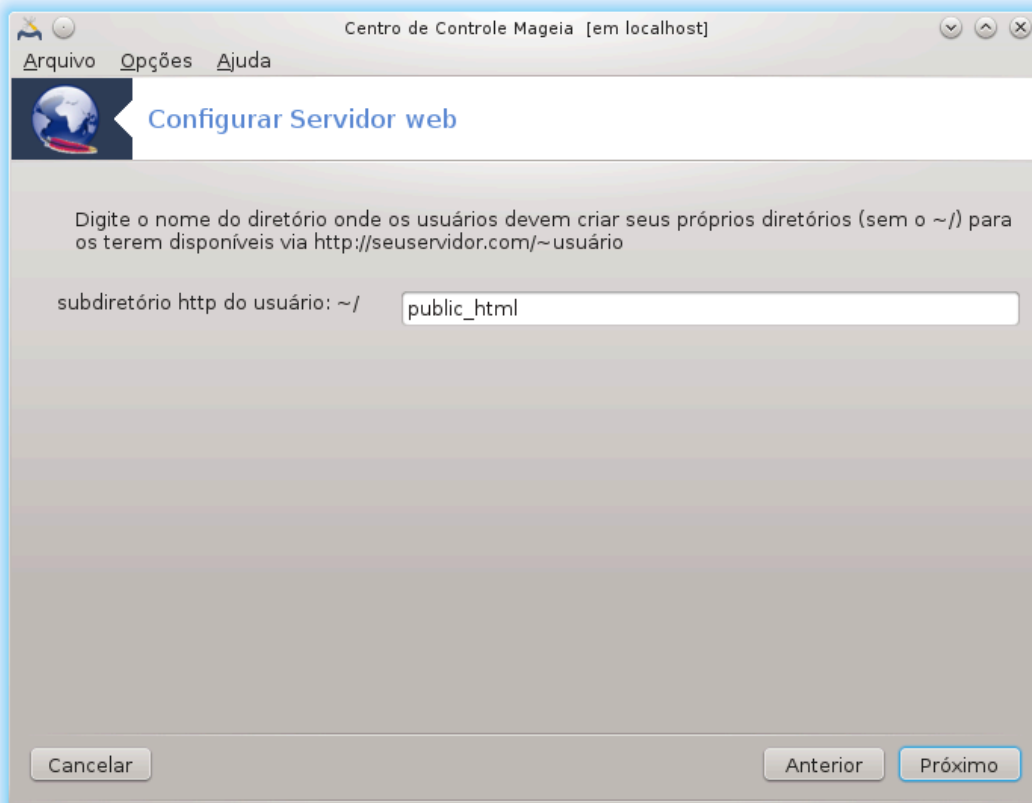 Centro de Controle Mageia [em localhost]
Arquivo Opções Ajuda
Configurar Servidor web
Digite o nome do diretório onde os usuários devem criar seus próprios diretórios (sem o ~/) para
os terem disponíveis via http://seuservidor.com/~usuário
subdiretório http do usuário: ~/ public_html
Cancelar Anterior Próximo